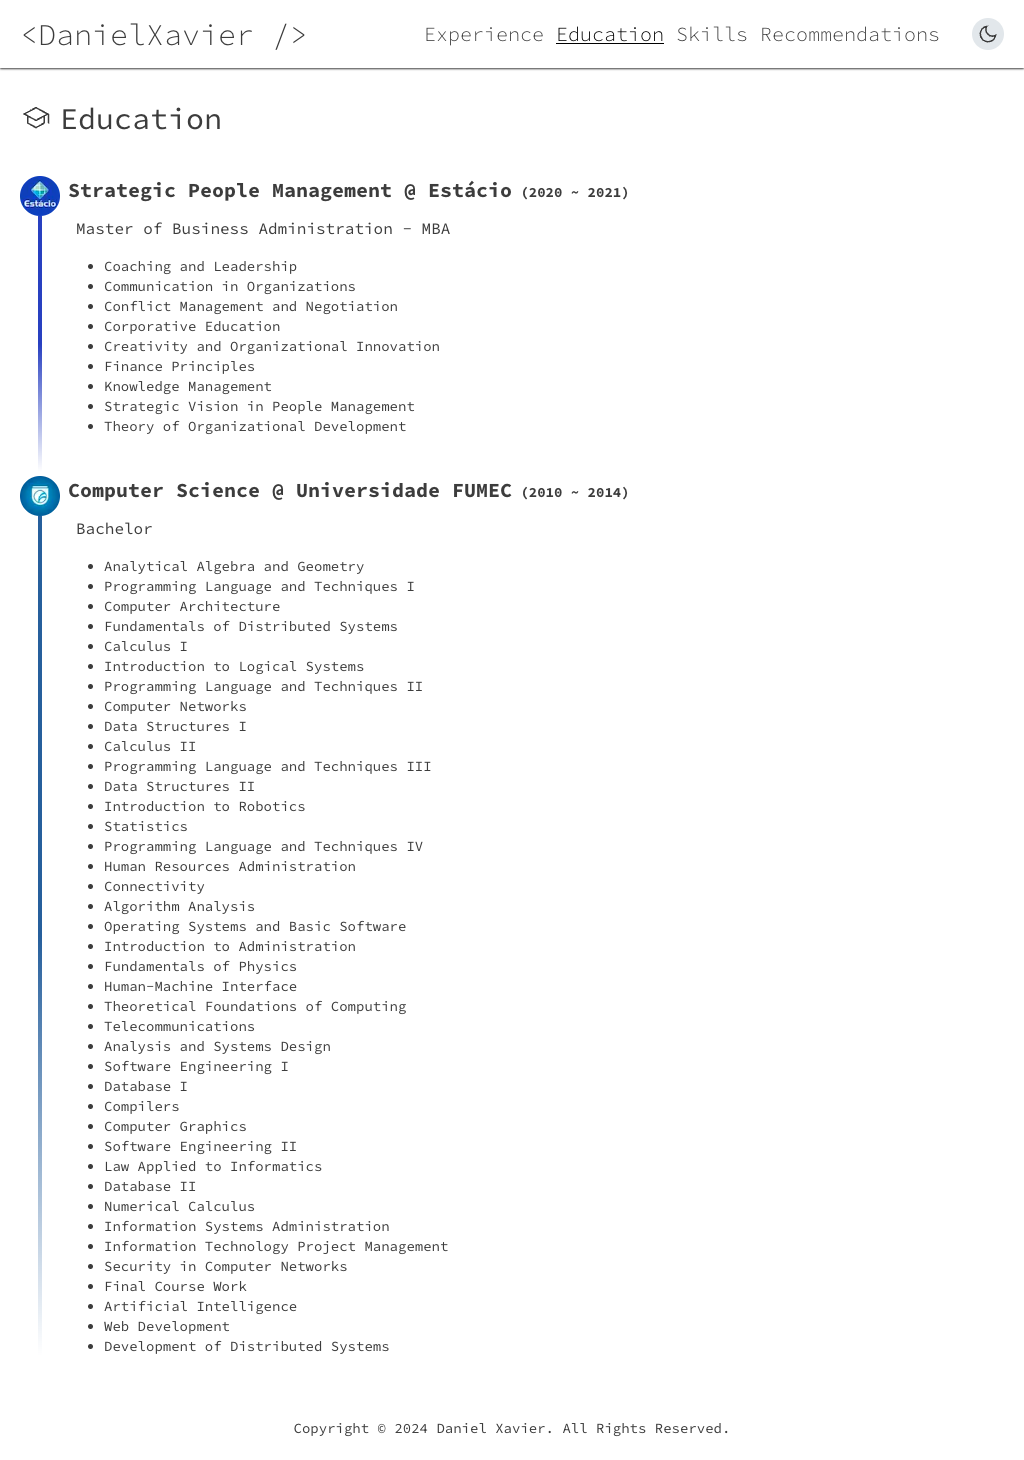 <DanielXavier />
Experience Education Skills Recommendations
Education
Estácio
Strategic People Management @ Estácio (2020 ~ 2021)
Master of Business Administration - MBA
• Coaching and Leadership
• Communication in Organizations
• Conflict Management and Negotiation
• Corporative Education
• Creativity and Organizational Innovation
• Finance Principles
• Knowledge Management
• Strategic Vision in People Management
• Theory of Organizational Development
Computer Science @ Universidade FUMEC (2010 ~ 2014)
Bachelor
• Analytical Algebra and Geometry
• Programming Language and Techniques I
• Computer Architecture
• Fundamentals of Distributed Systems
• Calculus I
• Introduction to Logical Systems
• Programming Language and Techniques II
• Computer Networks
• Data Structures I
• Calculus II
• Programming Language and Techniques III
• Data Structures II
• Introduction to Robotics
• Statistics
• Programming Language and Techniques IV
• Human Resources Administration
• Connectivity
• Algorithm Analysis
• Operating Systems and Basic Software
• Introduction to Administration
• Fundamentals of Physics
• Human-Machine Interface
• Theoretical Foundations of Computing
• Telecommunications
• Analysis and Systems Design
• Software Engineering I
• Database I
• Compilers
• Computer Graphics
• Software Engineering II
• Law Applied to Informatics
• Database II
• Numerical Calculus
• Information Systems Administration
• Information Technology Project Management
• Security in Computer Networks
• Final Course Work
• Artificial Intelligence
• Web Development
• Development of Distributed Systems
Copyright © 2024 Daniel Xavier. All Rights Reserved.